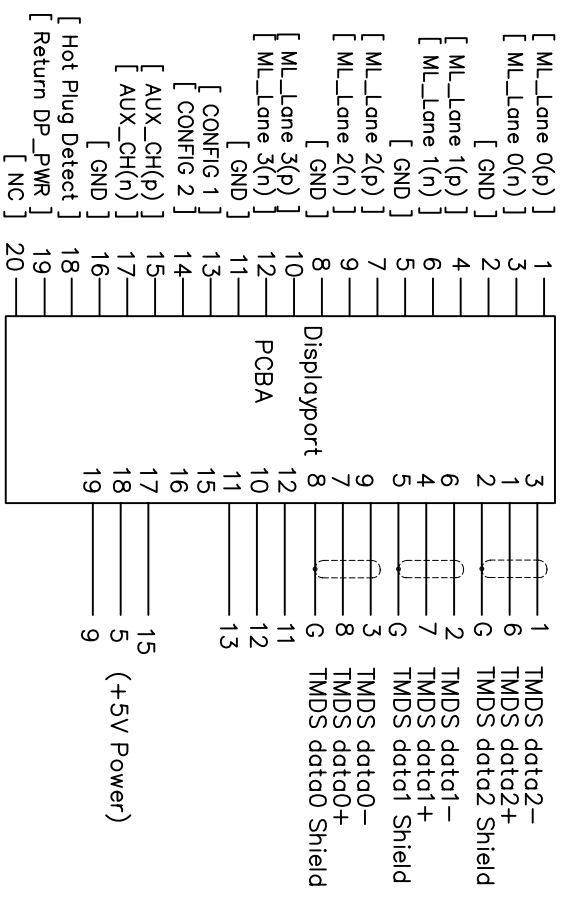 [ ML_Lane 0(p) ] 1 3 1 TMDS data2-
[ ML_Lane 0(n) ] 3 1 6 TMDS data2+
[ GND ] 2 2 G TMDS data2 Shield
[ ML_Lane 1(p) ] 4 6 2 TMDS data1-
[ ML_Lane 1(n) ] 6 4 7 TMDS data1+
[ GND ] 5 5 G TMDS data1 Shield
[ ML_Lane 2(p) ] 7 9 3 TMDS data0-
[ ML_Lane 2(n) ] 9 7 8 TMDS data0+
[ GND ] 8 Displayport 8 G TMDS data0 Shield
[ ML_Lane 3(p) ] 10 12 11
[ ML_Lane 3(n) ] 12 PCBA 10 12
[ GND ] 11 11 13
[ CONFIG 1 ] 13 15
[ CONFIG 2 ] 14 16
[ AUX_CH(p) ] 15 17 15
[ AUX_CH(n) ] 17 18 5 (+5V Power)
[ GND ] 16 19 9
[ Hot Plug Detect ] 18
[ Return DP_PWR ] 19
[ NC ] 20